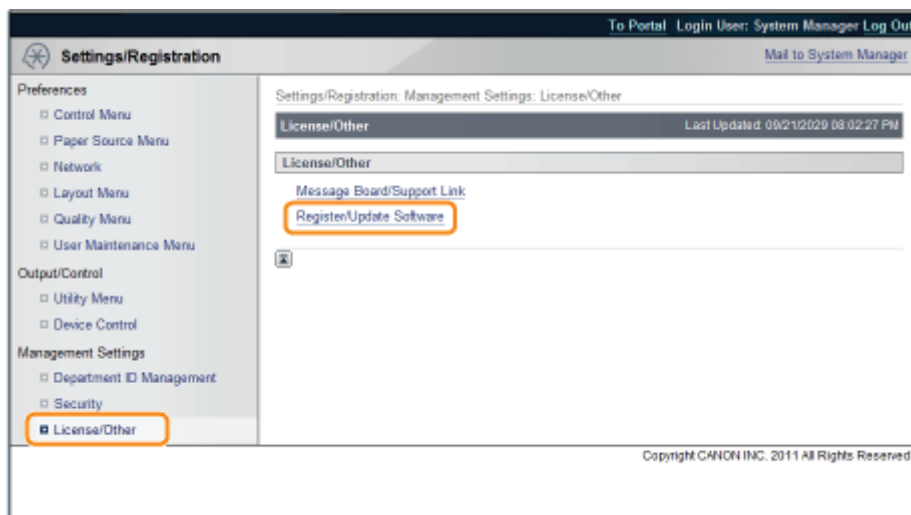 To Portal Login User: System Manager Log Out
Settings/Registration
Mail to System Manager
Preferences
Control Menu
Paper Source Menu
Network
Layout Menu
Quality Menu
User Maintenance Menu
Output/Control
Utility Menu
Device Control
Management Settings
Department ID Management
Security
License/Other
Settings/Registration: Management Settings: License/Other
License/Other
Last Updated: 09/21/2029 08:02:27 PM
License/Other
Message Board/Support Link
Register/Update Software
Copyright CANON INC. 2011 All Rights Reserved